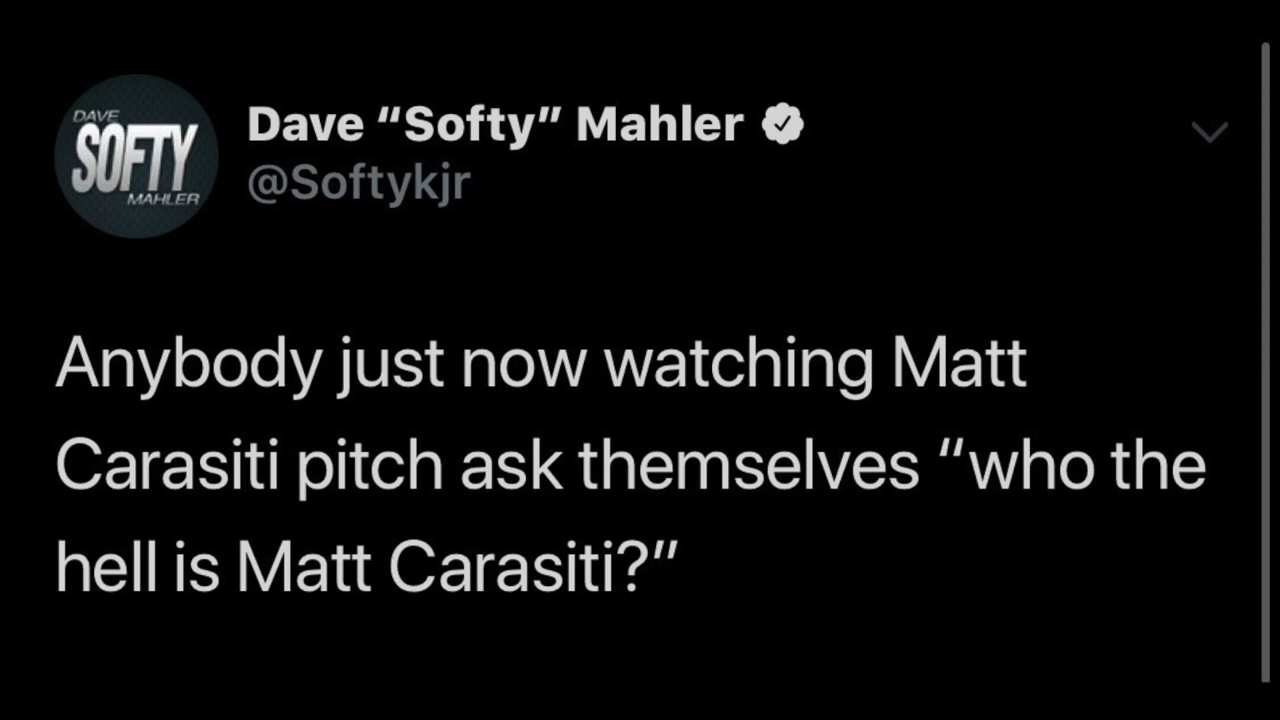 DAVE
SOFTY
MAHLER
Dave “Softy” Mahler
@Softykjr
Anybody just now watching Matt
Carasiti pitch ask themselves “who the
hell is Matt Carasiti?”